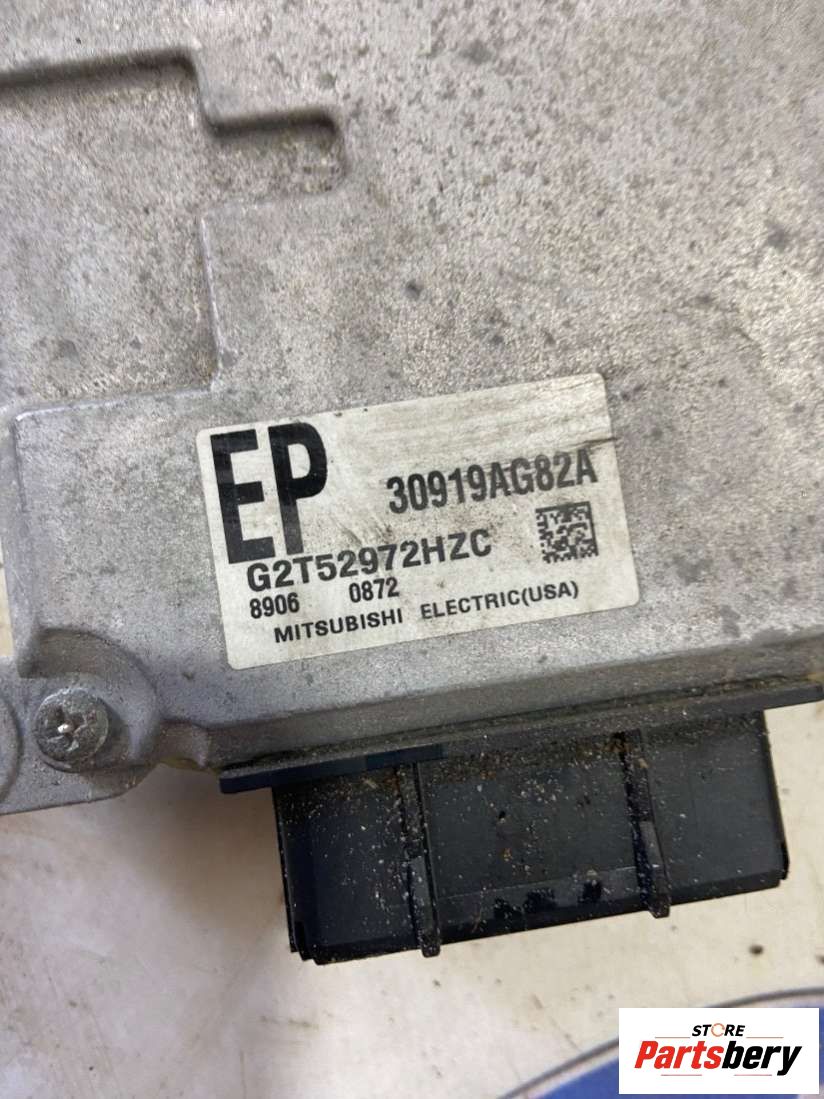 EP
30919AG82A
G2T52972HZC
8906 0872
MITSUBISHI ELECTRIC(USA)
STORE
Partsbery